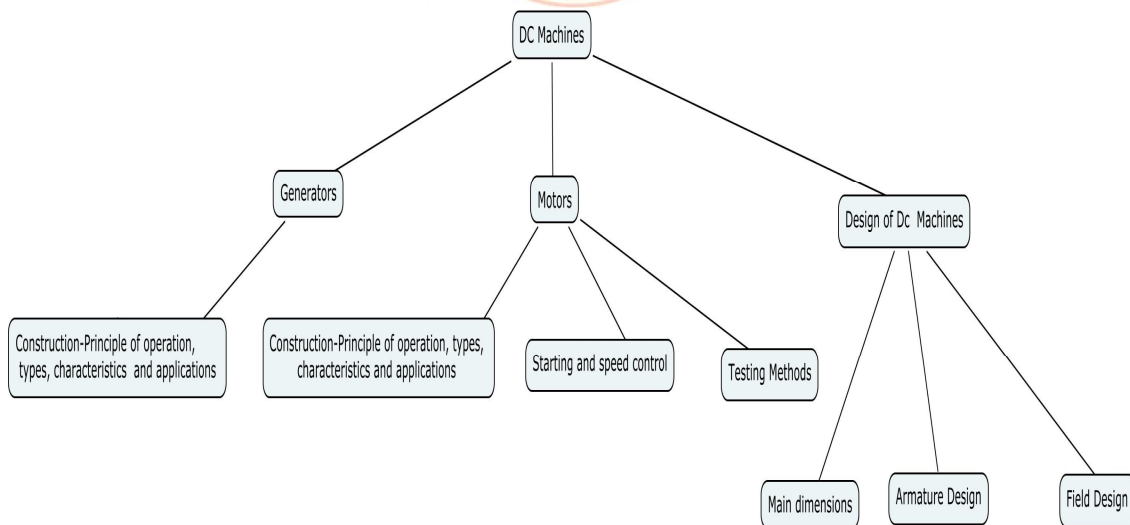 DC Machines
Generators
Motors
Design of Dc Machines
Construction-Principle of operation,
types, characteristics and applications
Construction-Principle of operation, types,
characteristics and applications
Starting and speed control
Testing Methods
Main dimensions
Armature Design
Field Design